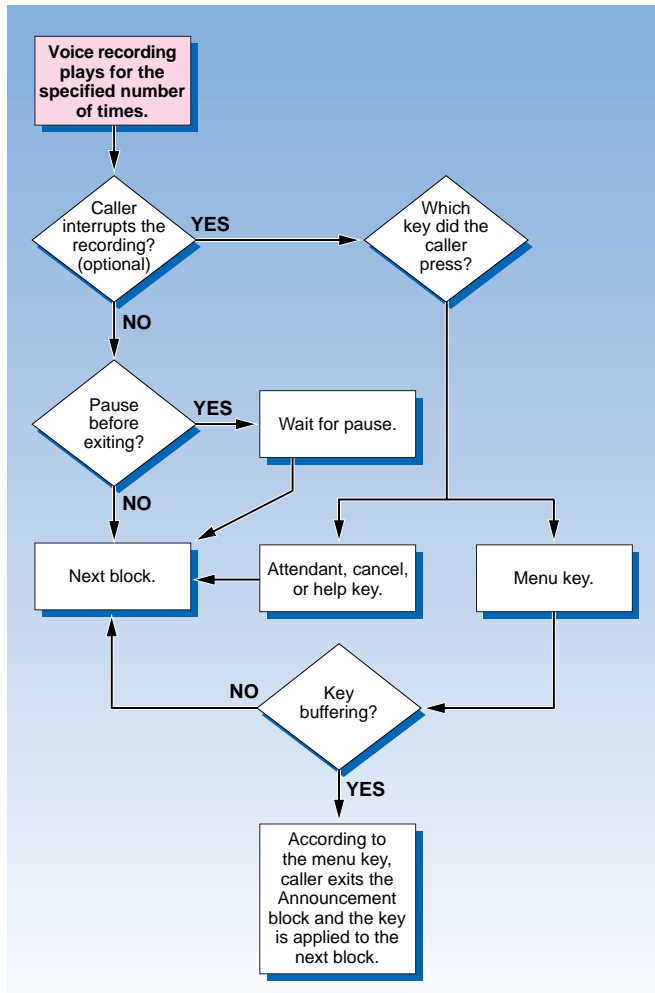 Voice recording
plays for the
specified number
of times.
Caller
interrupts the
recording?
(optional)
YES
Which
key did the
caller
press?
NO
Pause
before
exiting?
YES
Wait for pause.
NO
Next block.
Attendant, cancel,
or help key.
Menu key.
NO
Key
buffering?
YES
According to
the menu key,
caller exits the
Announcement
block and the key
is applied to the
next block.